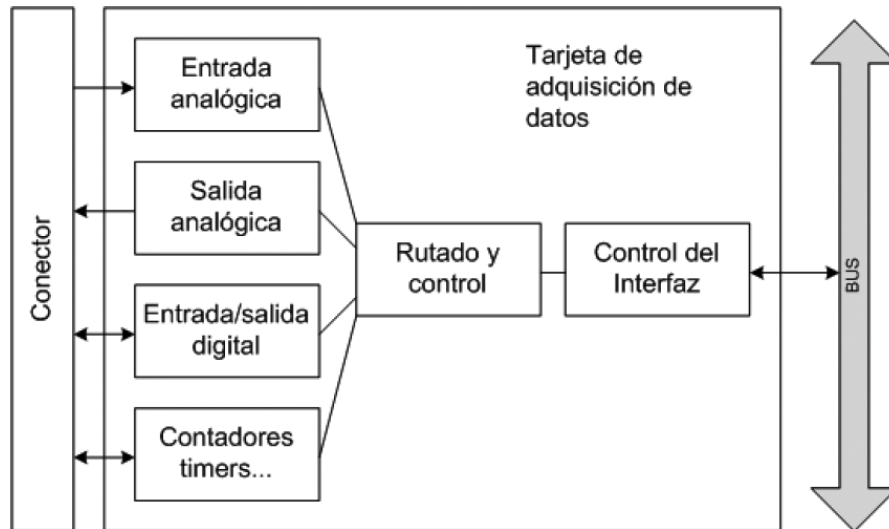 Conector
Entrada
analógica
Salida
analógica
Entrada/salida
digital
Contadores
timers...
Tarjeta de
adquisición de
datos
Rutado y
control
Control del
Interfaz
BUS